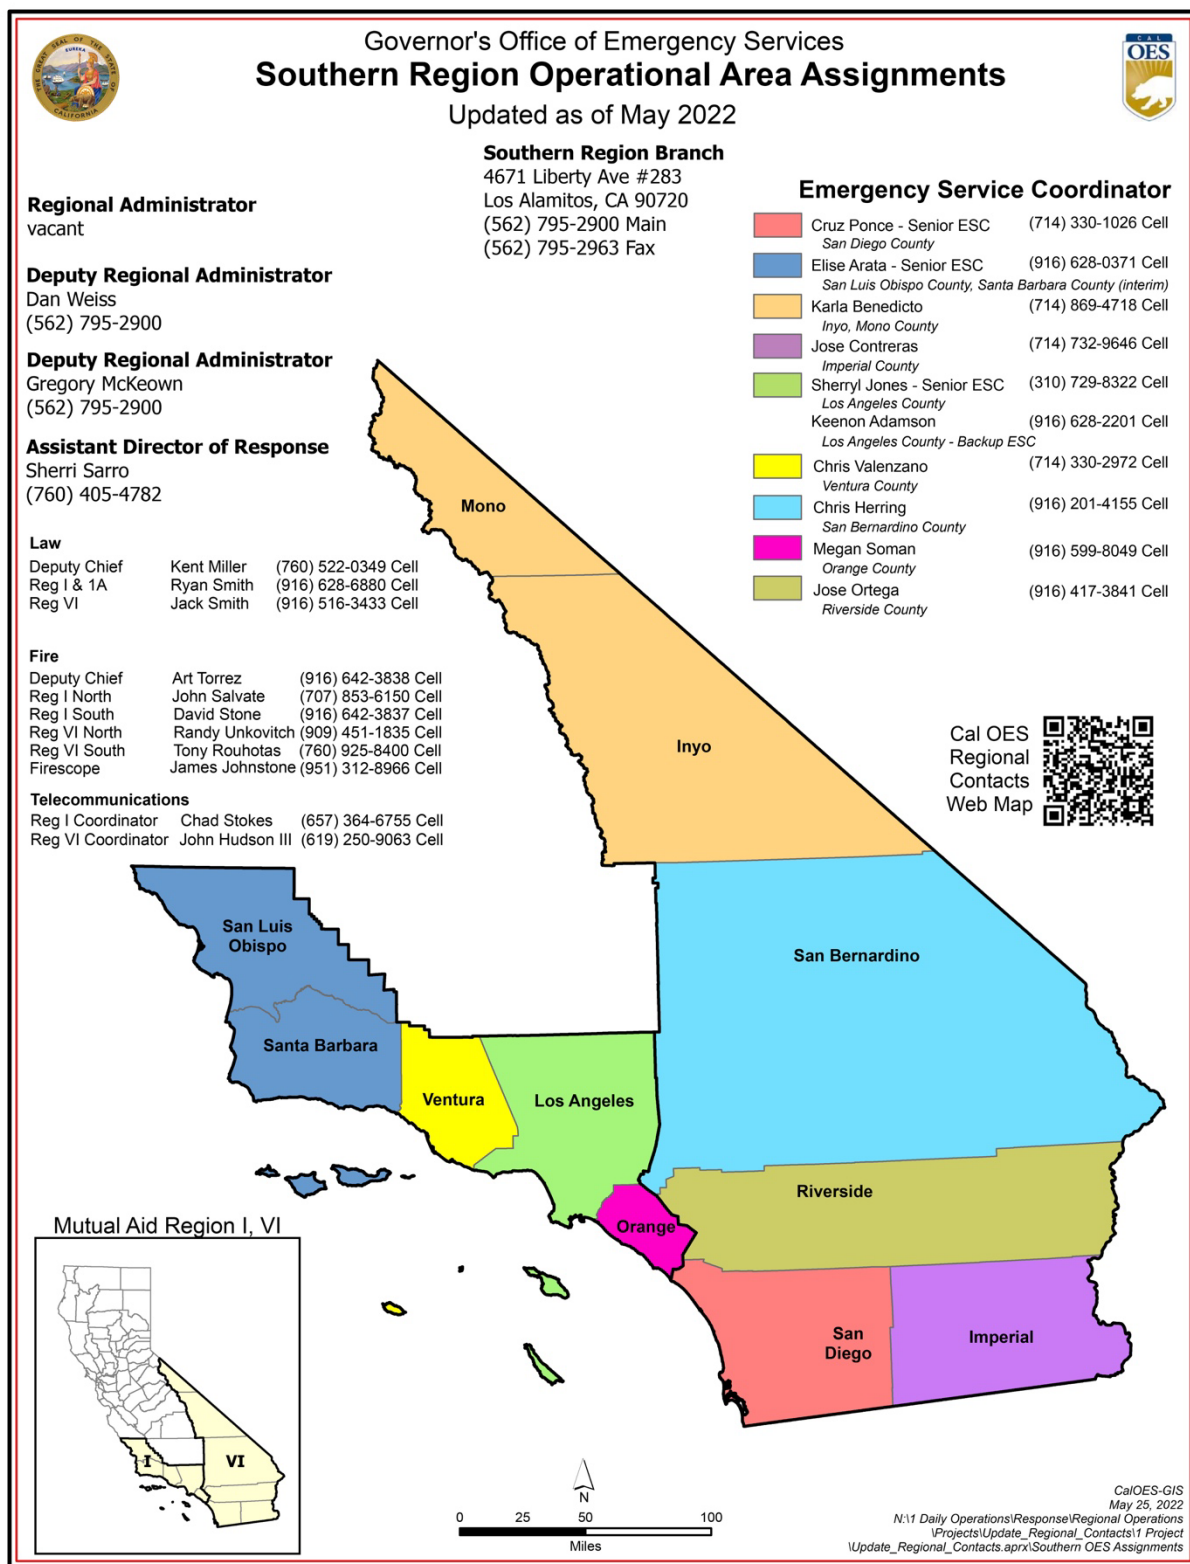 Governor's Office of Emergency Services
Southern Region Operational Area Assignments
Updated as of May 2022
THE GREAT SEAL OF THE STATE OF CALIFORNIA
EUREKA
CAL
OES
Southern Region Branch
4671 Liberty Ave #283
Los Alamitos, CA 90720
(562) 795-2900 Main
(562) 795-2963 Fax
Regional Administrator
vacant
Deputy Regional Administrator
Dan Weiss
(562) 795-2900
Deputy Regional Administrator
Gregory McKeown
(562) 795-2900
Assistant Director of Response
Sherri Sarro
(760) 405-4782
Law
Deputy Chief Kent Miller (760) 522-0349 Cell
Reg I & 1A Ryan Smith (916) 628-6880 Cell
Reg VI Jack Smith (916) 516-3433 Cell
Fire
Deputy Chief Art Torrez (916) 642-3838 Cell
Reg I North John Salvate (707) 853-6150 Cell
Reg I South David Stone (916) 642-3837 Cell
Reg VI North Randy Unkovitch (909) 451-1835 Cell
Reg VI South Tony Rouhotas (760) 925-8400 Cell
Firescope James Johnstone (951) 312-8966 Cell
Telecommunications
Reg I Coordinator Chad Stokes (657) 364-6755 Cell
Reg VI Coordinator John Hudson III (619) 250-9063 Cell
Emergency Service Coordinator
Cruz Ponce - Senior ESC (714) 330-1026 Cell
San Diego County
Elise Arata - Senior ESC (916) 628-0371 Cell
San Luis Obispo County, Santa Barbara County (interim)
Karla Benedicto (714) 869-4718 Cell
Inyo, Mono County
Jose Contreras (714) 732-9646 Cell
Imperial County
Sherryl Jones - Senior ESC (310) 729-8322 Cell
Los Angeles County
Keenon Adamson (916) 628-2201 Cell
Los Angeles County - Backup ESC
Chris Valenzano (714) 330-2972 Cell
Ventura County
Chris Herring (916) 201-4155 Cell
San Bernardino County
Megan Soman (916) 599-8049 Cell
Orange County
Jose Ortega (916) 417-3841 Cell
Riverside County
Cal OES
Regional
Contacts
Web Map
Mono
Inyo
San Luis
Obispo
San Bernardino
Santa Barbara
Ventura
Los Angeles
Riverside
Orange
San
Diego
Imperial
Mutual Aid Region I, VI
I
VI
N
0 25 50 100
Miles
CalOES-GIS
May 25, 2022
N:\1 Daily Operations\Response\Regional Operations
\Projects\Update_Regional_Contacts\1 Project
\Update_Regional_Contacts.aprx\Southern OES Assignments